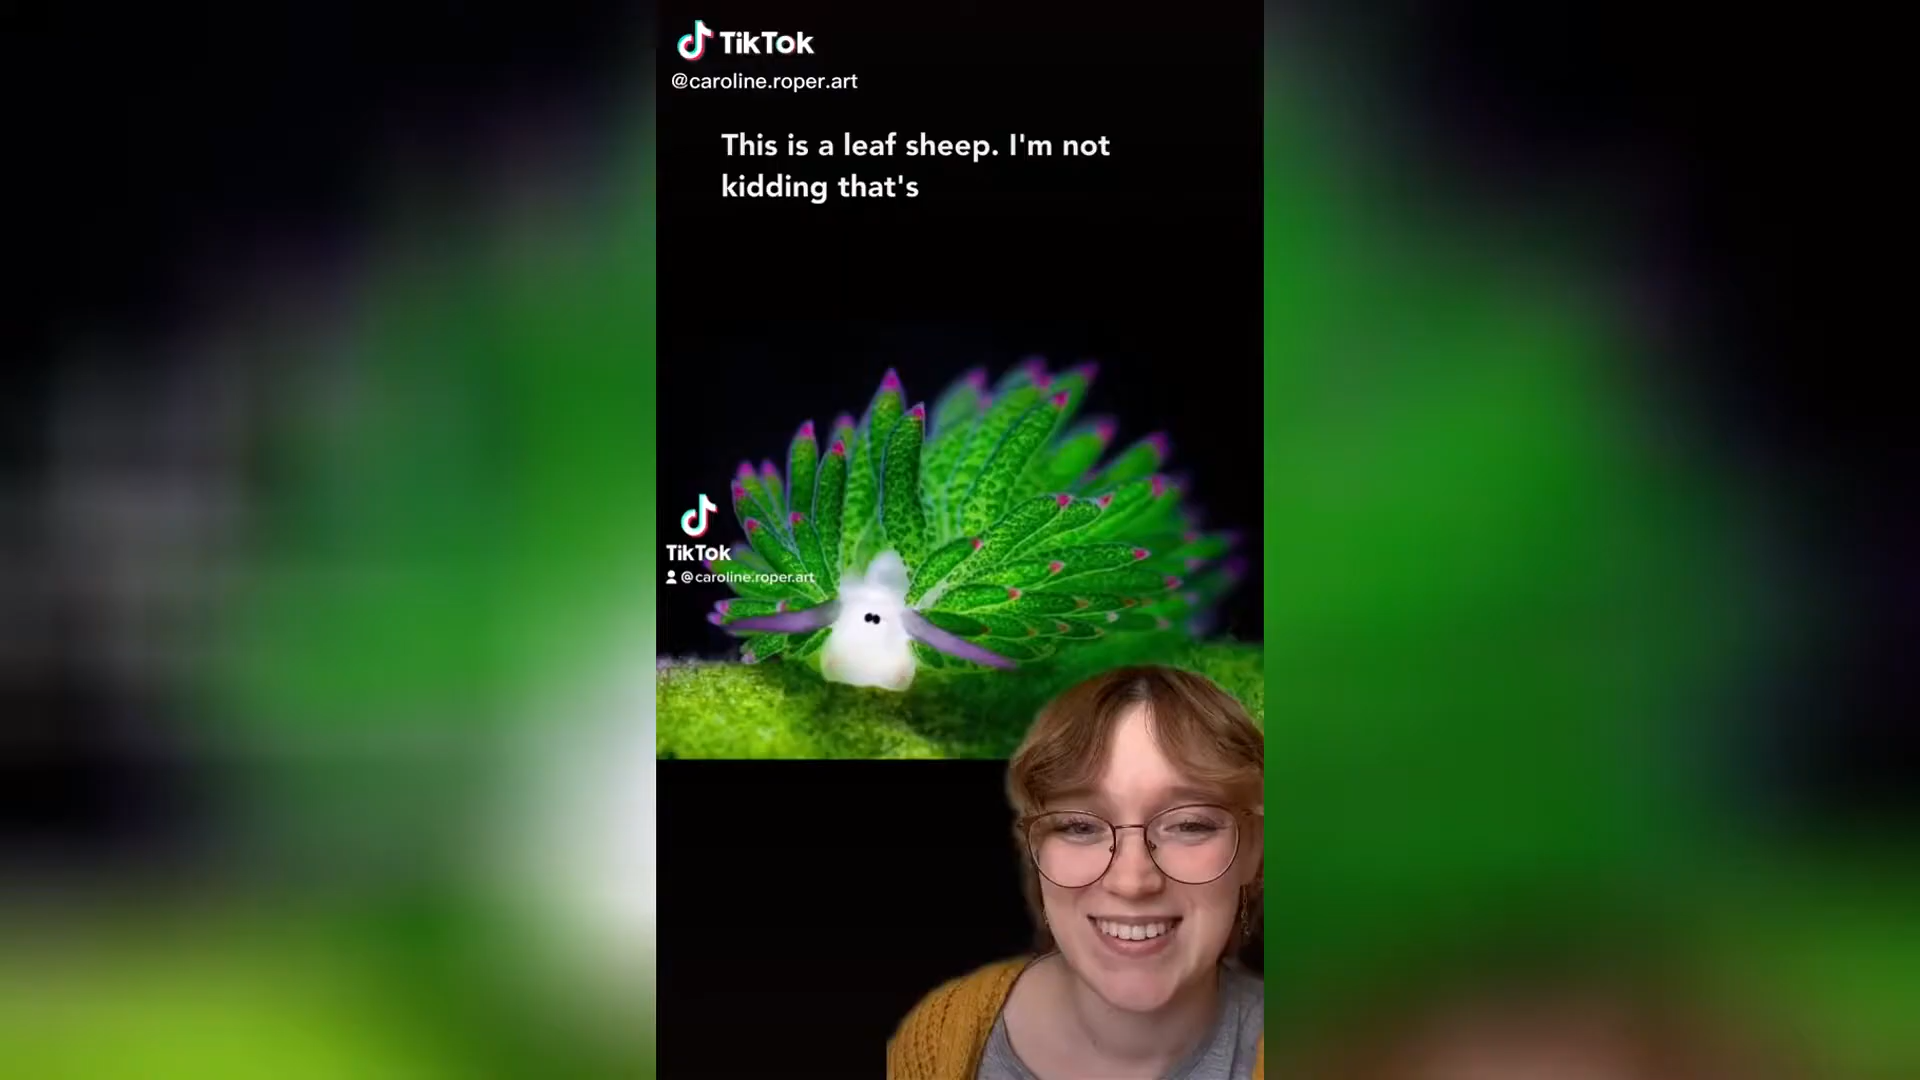 TikTok
@caroline.roper.art
This is a leaf sheep. I'm not
kidding that's
TikTok
@caroline.roper.art